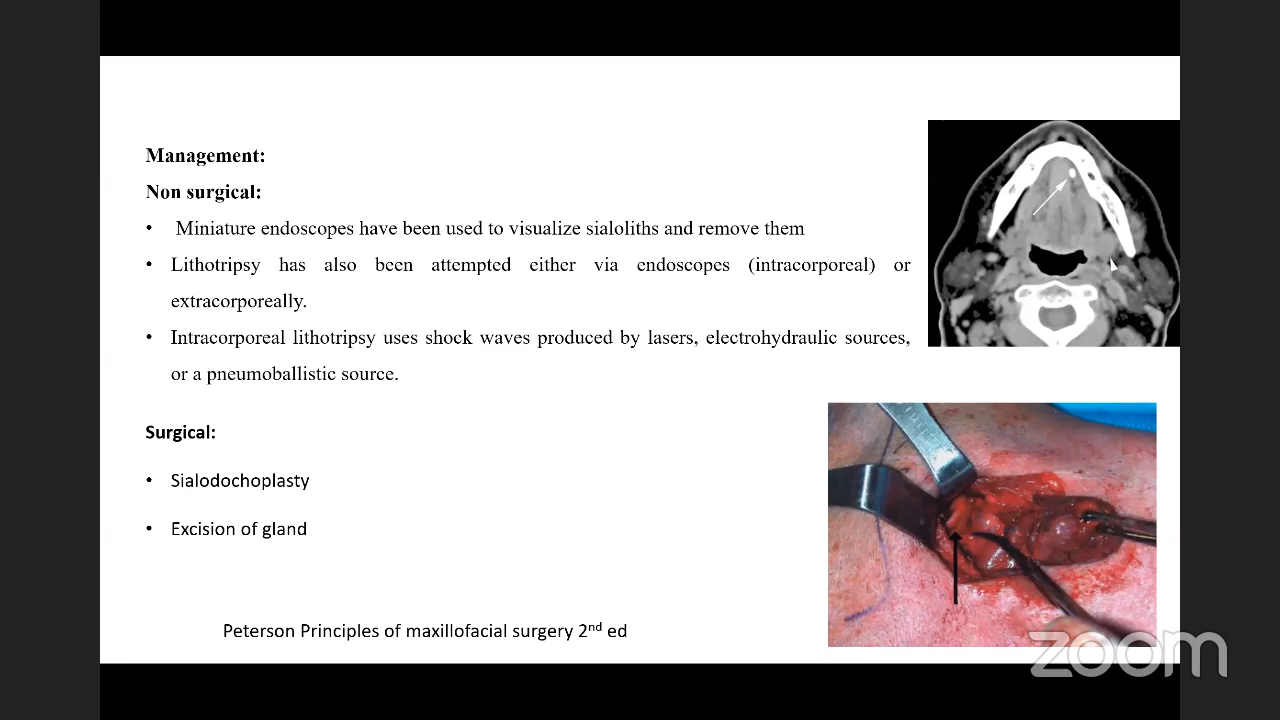 Management:
Non surgical:
• Miniature endoscopes have been used to visualize sialoliths and remove them
• Lithotripsy has also been attempted either via endoscopes (intracorporeal) or
extracorporeally.
• Intracorporeal lithotripsy uses shock waves produced by lasers, electrohydraulic sources,
or a pneumoballistic source.
Surgical:
• Sialodochoplasty
• Excision of gland
Peterson Principles of maxillofacial surgery 2nd ed
zoom